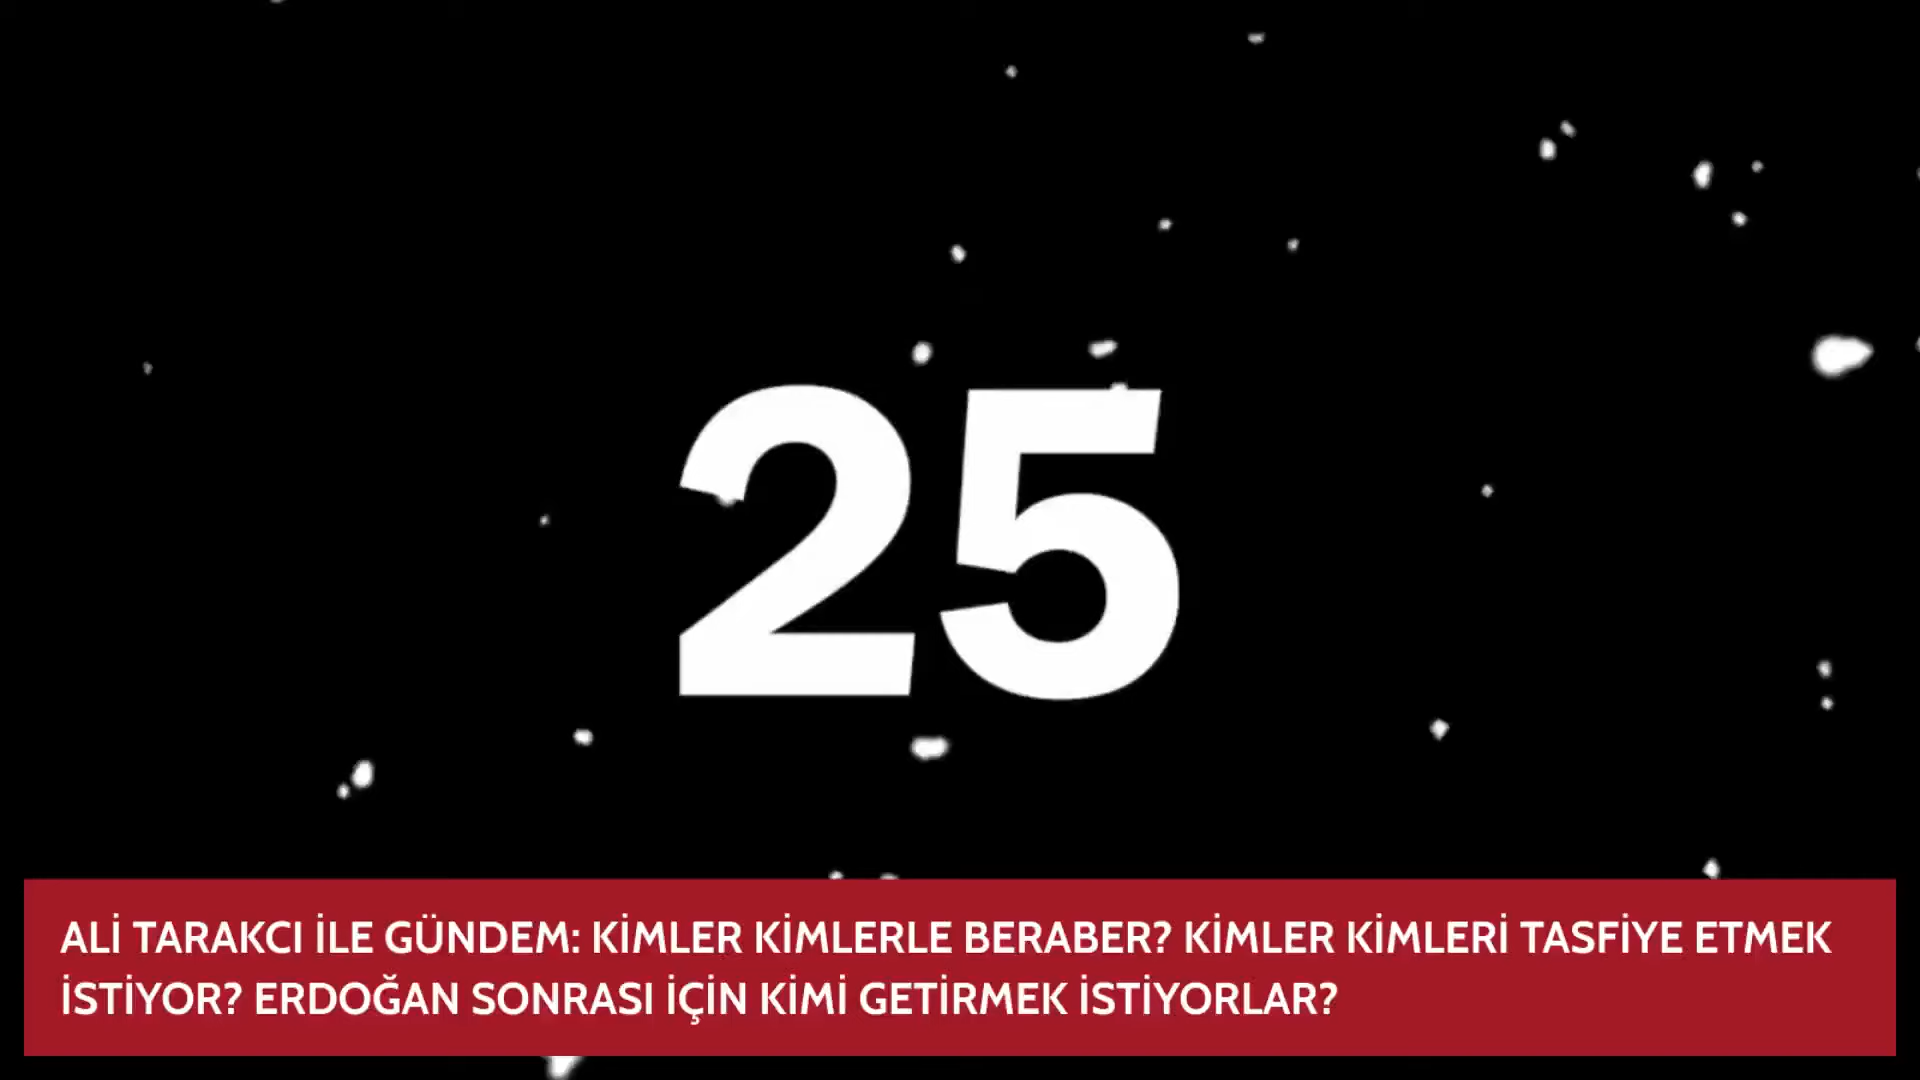 25
ALİ TARAKCI İLE GÜNDEM: KİMLER KİMLERLE BERABER? KİMLER KİMLERİ TASFİYE ETMEK
İSTİYOR? ERDOĞAN SONRASI İÇİN KİMİ GETİRMEK İSTİYORLAR?